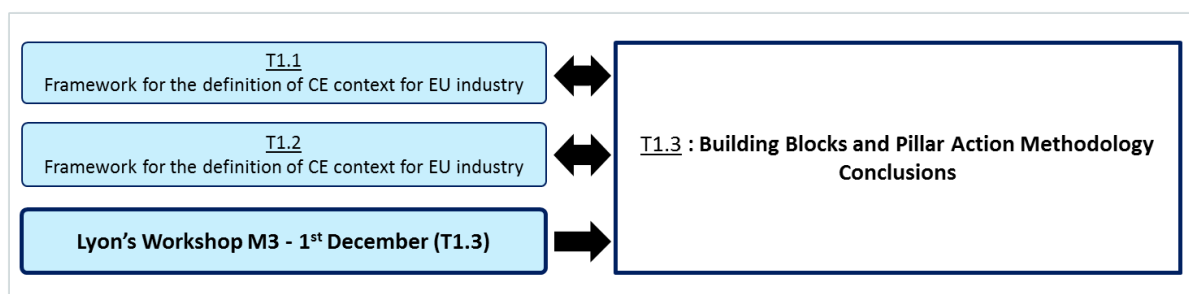 T1.1
Framework for the definition of CE context for EU industry
T1.2
Framework for the definition of CE context for EU industry
Lyon’s Workshop M3 - 1st December (T1.3)
T1.3 : Building Blocks and Pillar Action Methodology
Conclusions